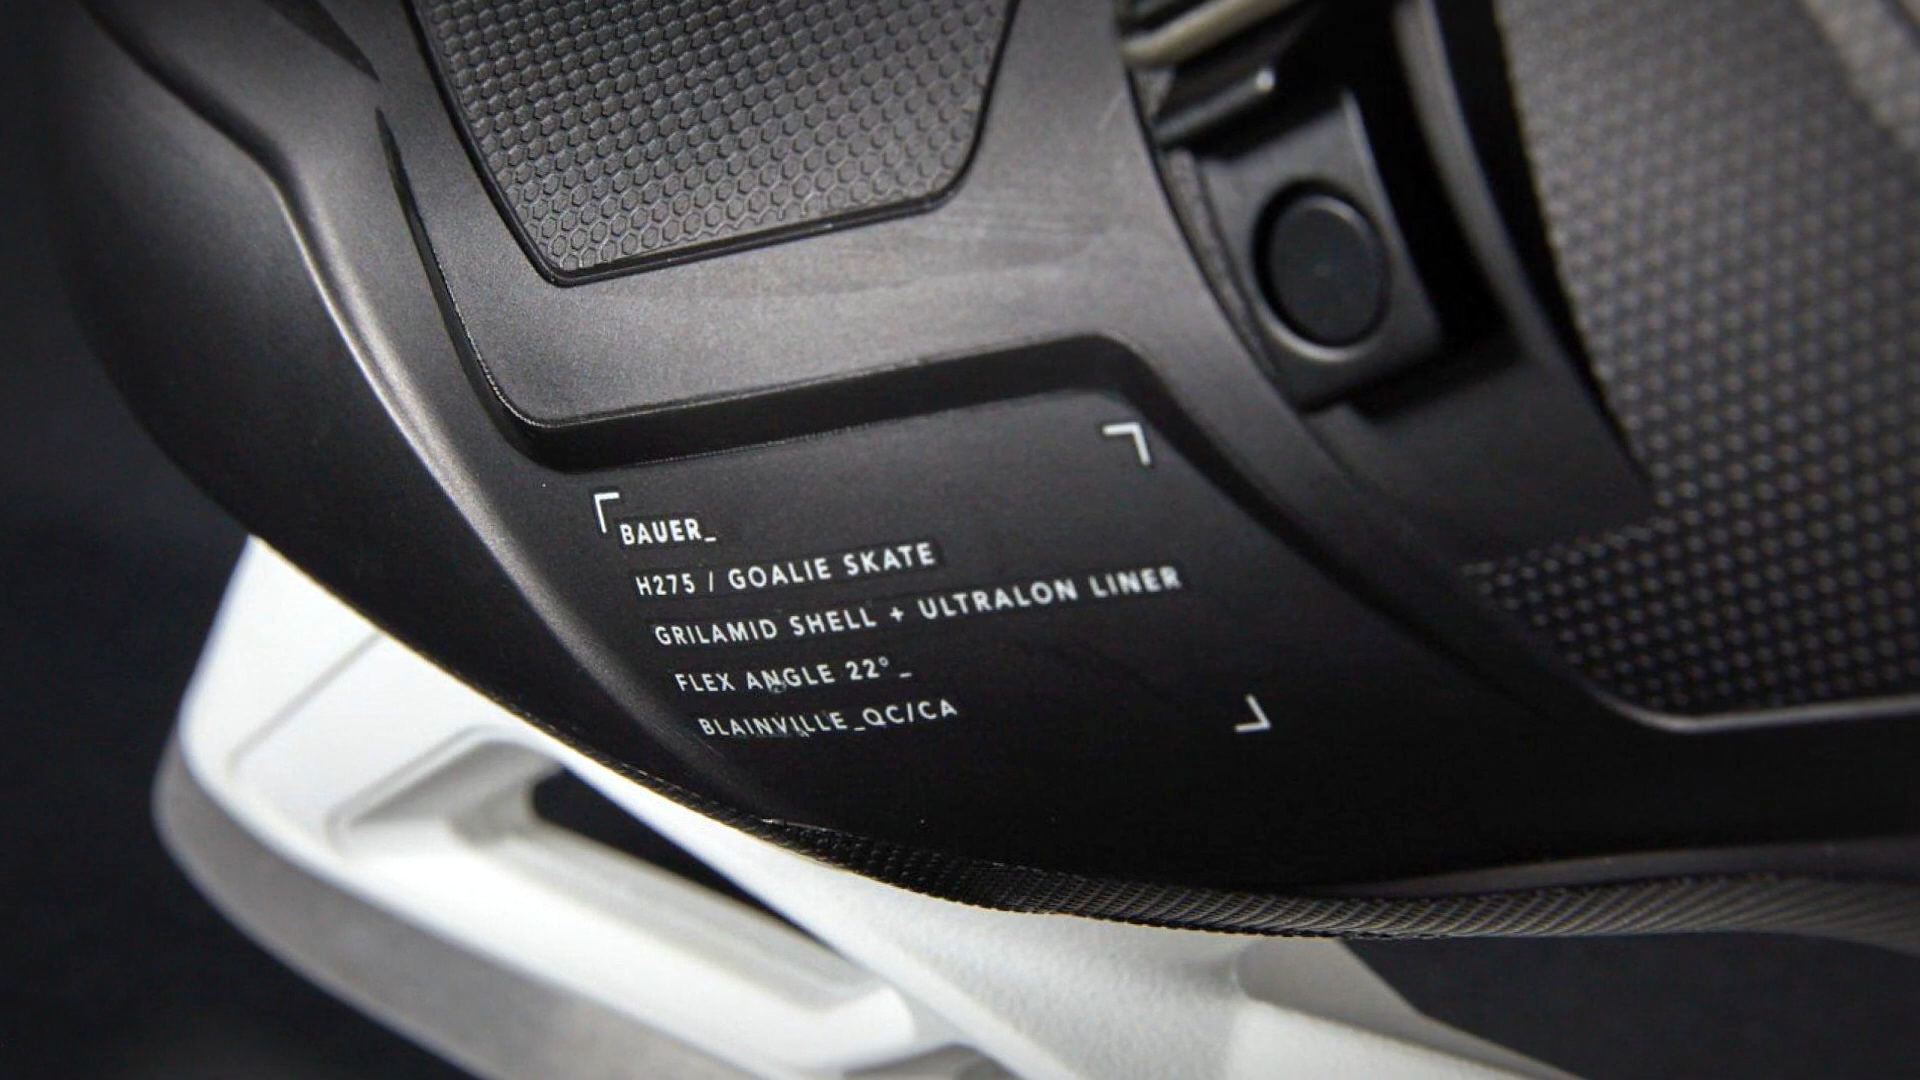 BAUER_
H275 / GOALIE SKATE
GRILAMID SHELL + ULTRALON LINER
FLEX ANGLE 22° _
BLAINVILLE_QC/CA